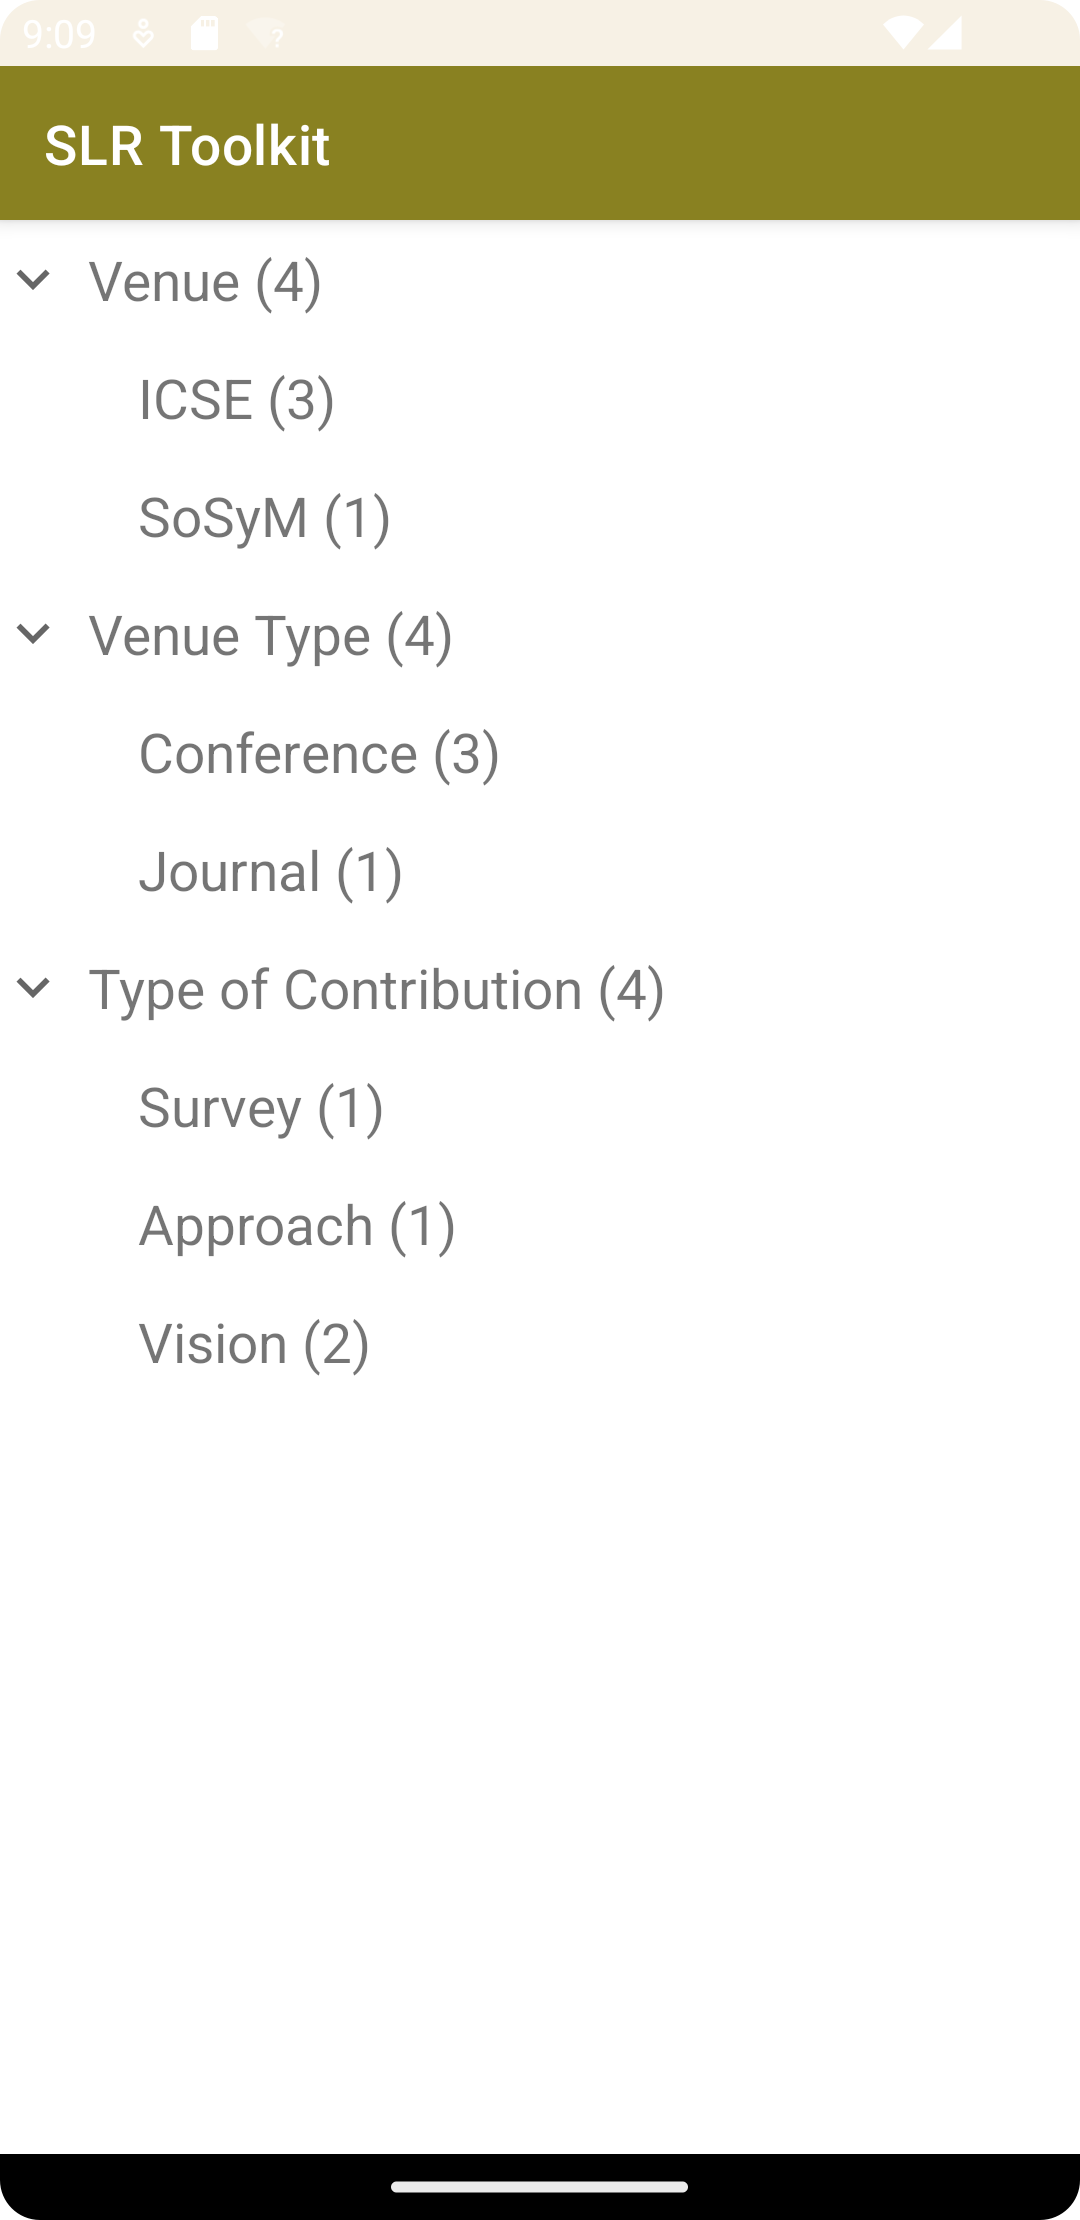 9:09
SLR Toolkit
Venue (4)
ICSE (3)
SoSyM (1)
Venue Type (4)
Conference (3)
Journal (1)
Type of Contribution (4)
Survey (1)
Approach (1)
Vision (2)